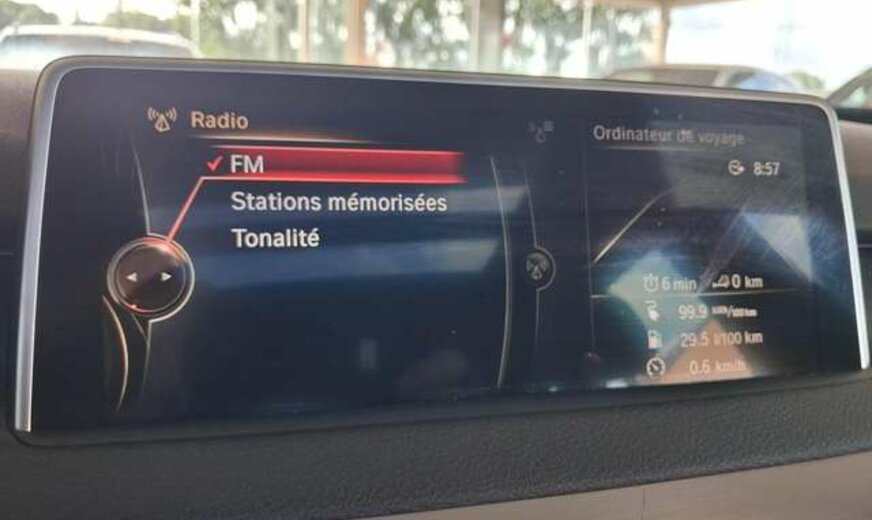 Radio
FM
Stations mémorisées
Tonalité
Ordinateur de voyage
8:57
6 min 0 km
99.9
29.5 l/100 km
0.6 km/h